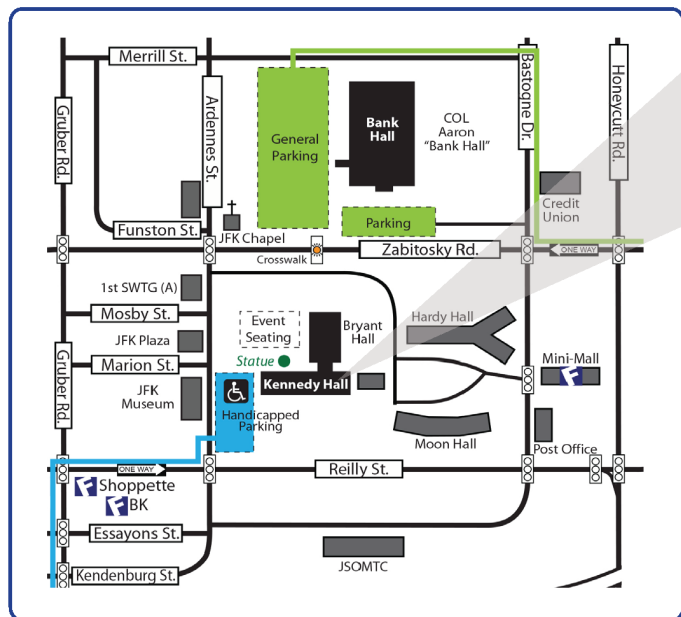 Merrill St.
Gruber Rd.
Ardennes St.
Bastogne Dr.
Honeycutt Rd.
General
Parking
Bank
Hall
COL
Aaron
"Bank Hall"
Parking
Credit
Union
Funston St.
JFK Chapel
Crosswalk
Zabitosky Rd.
ONE WAY
1st SWTG (A)
Mosby St.
JFK Plaza
Marion St.
JFK
Museum
Gruber Rd.
Event
Seating
Statue
Bryant
Hall
Kennedy Hall
Hardy Hall
Mini-Mall
F
Handicapped
Parking
Moon Hall
Post Office
ONE WAY
Reilly St.
F Shoppette
F BK
Essayons St.
Kendenburg St.
JSOMTC